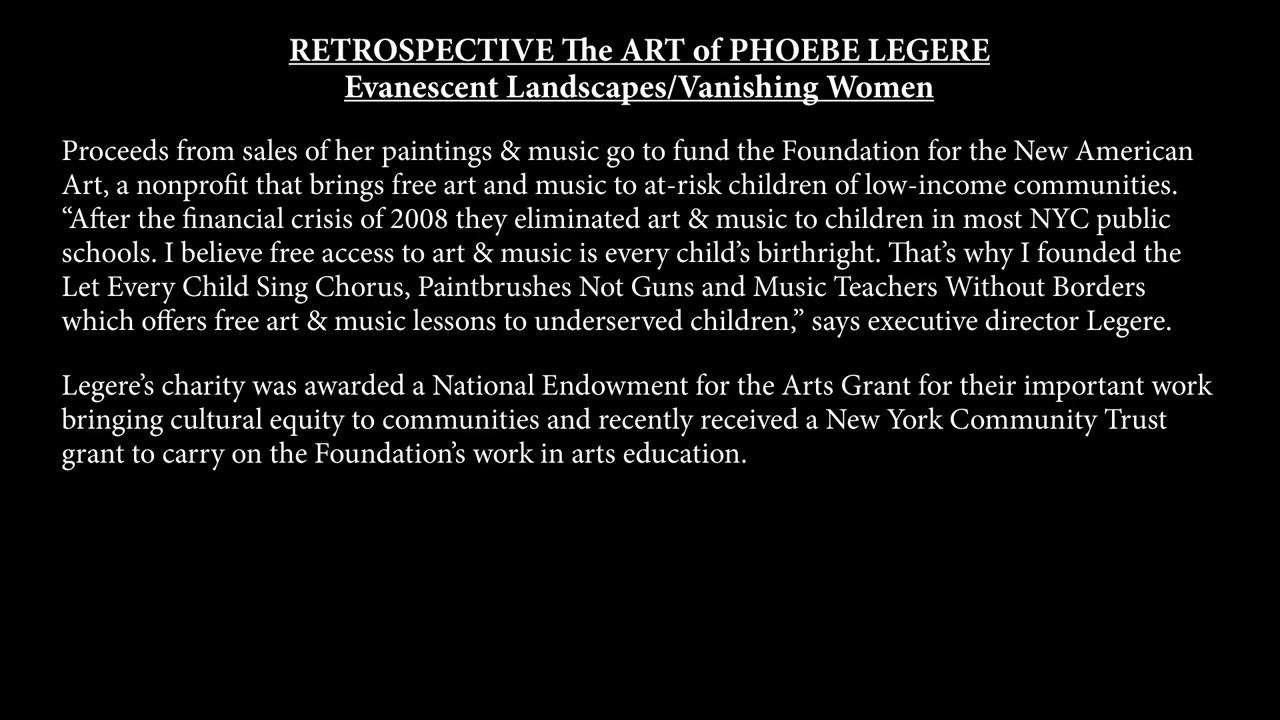 RETROSPECTIVE The ART of PHOEBE LEGERE
Evanescent Landscapes/Vanishing Women
Proceeds from sales of her paintings & music go to fund the Foundation for the New American
Art, a nonprofit that brings free art and music to at-risk children of low-income communities.
“After the financial crisis of 2008 they eliminated art & music to children in most NYC public
schools. I believe free access to art & music is every child’s birthright. That’s why I founded the
Let Every Child Sing Chorus, Paintbrushes Not Guns and Music Teachers Without Borders
which offers free art & music lessons to underserved children,” says executive director Legere.
Legere’s charity was awarded a National Endowment for the Arts Grant for their important work
bringing cultural equity to communities and recently received a New York Community Trust
grant to carry on the Foundation’s work in arts education.